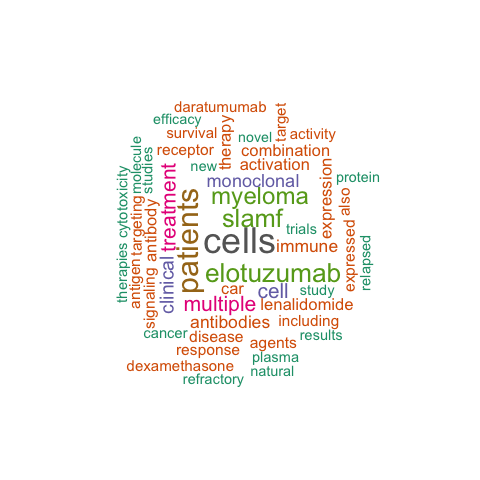 daratumumab
efficacy
target
survival
therapy
novel
activity
receptor
combination
molecule
studies
new
activation
expression
protein
cytotoxicity
treatment
monoclonal
also
patients
myeloma
slamf
targeting
antibody
trials
cells
immune
expressed
relapsed
therapies
antigen
signaling
clinical
elotuzumab
car
cell
study
multiple
lenalidomide
antibodies
including
cancer
disease
agents
results
response
plasma
dexamethasone
natural
refractory